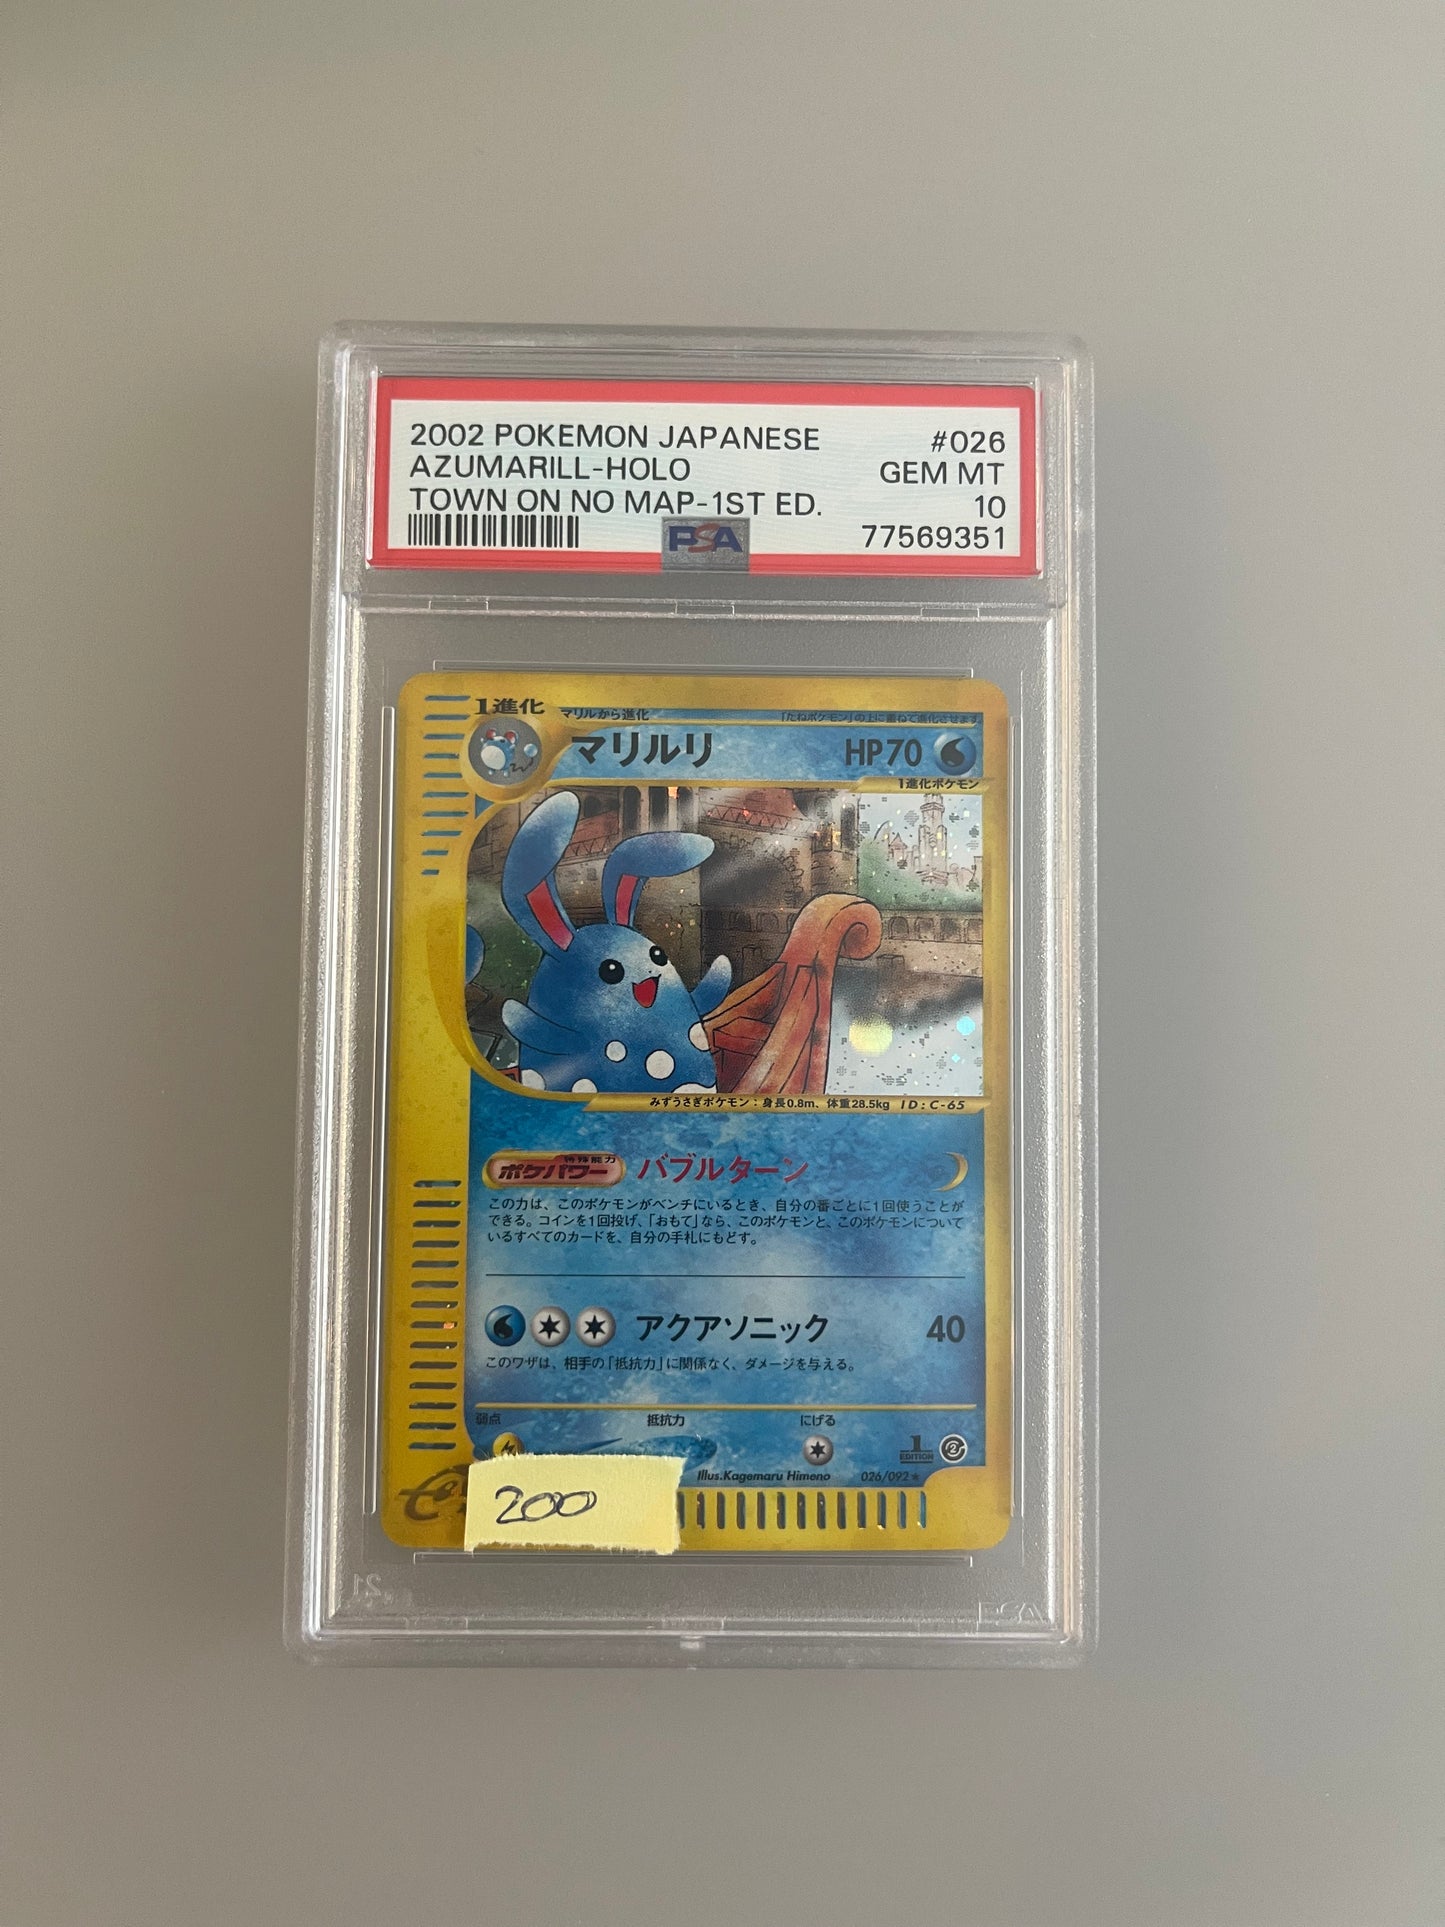 2002 POKEMON JAPANESE #026
AZUMARILL-HOLO GEM MT
TOWN ON NO MAP-1ST ED. 10
PSA 77569351
1進化 マリルから進化 「たねポケモン」の上に重ねて進化させます
マリルリ HP70
1進化ポケモン
みずうさぎポケモン：身長0.8m、体重28.5kg ID:C-65
特殊能力
ポケパワー バブルターン
この力は、このポケモンがベンチにいるとき、自分の番ごとに1回使うことが
できる。コインを1回投げ、「おもて」なら、このポケモンと、このポケモンについて
いるすべてのカードを、自分の手札にもどす。
アクアソニック 40
このワザは、相手の「抵抗力」に関係なく、ダメージを与える。
弱点 抵抗力 にげる
1
EDITION
2
Illus.Kagemaru Himeno 026/092★
200
PSA